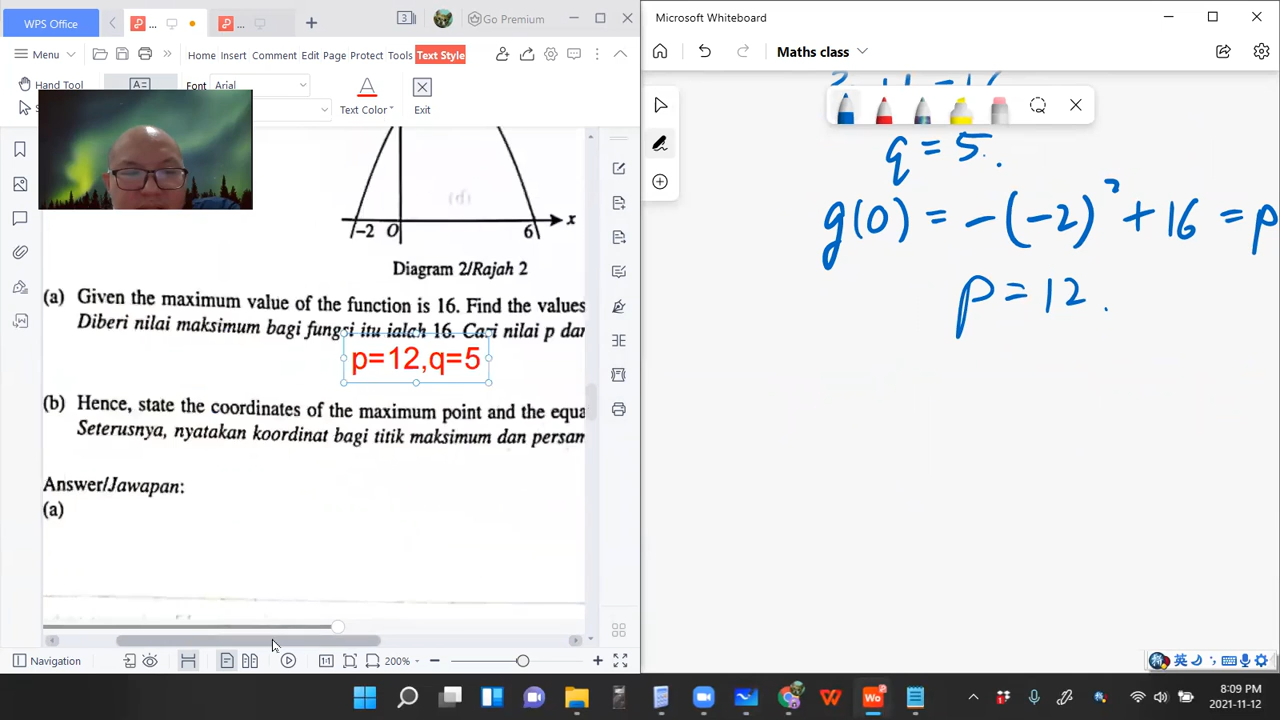 WPS Office
...
...
3
Go Premium
Menu
Home Insert Comment Edit Page Function Tools Text Style
Hand Tool
Font Arial
Text Color
Exit
(d)
x
-2 O 6
Diagram 2/Rajah 2
(a) Given the maximum value of the function is 16. Find the values
Diberi nilai maksimum bagi fungsi itu ialah 16. Cari nilai p dan
p=12,q=5
(b) Hence, state the coordinates of the maximum point and the equa
Seterusnya, nyatakan koordinat bagi titik maksimum dan persam
Answer/Jawapan:
(a)
Navigation
200%
Microsoft Whiteboard
Maths class
q = 5.
g(0) = -(-2)² + 16 = p
p = 12.
英
8:09 PM
2021-11-12